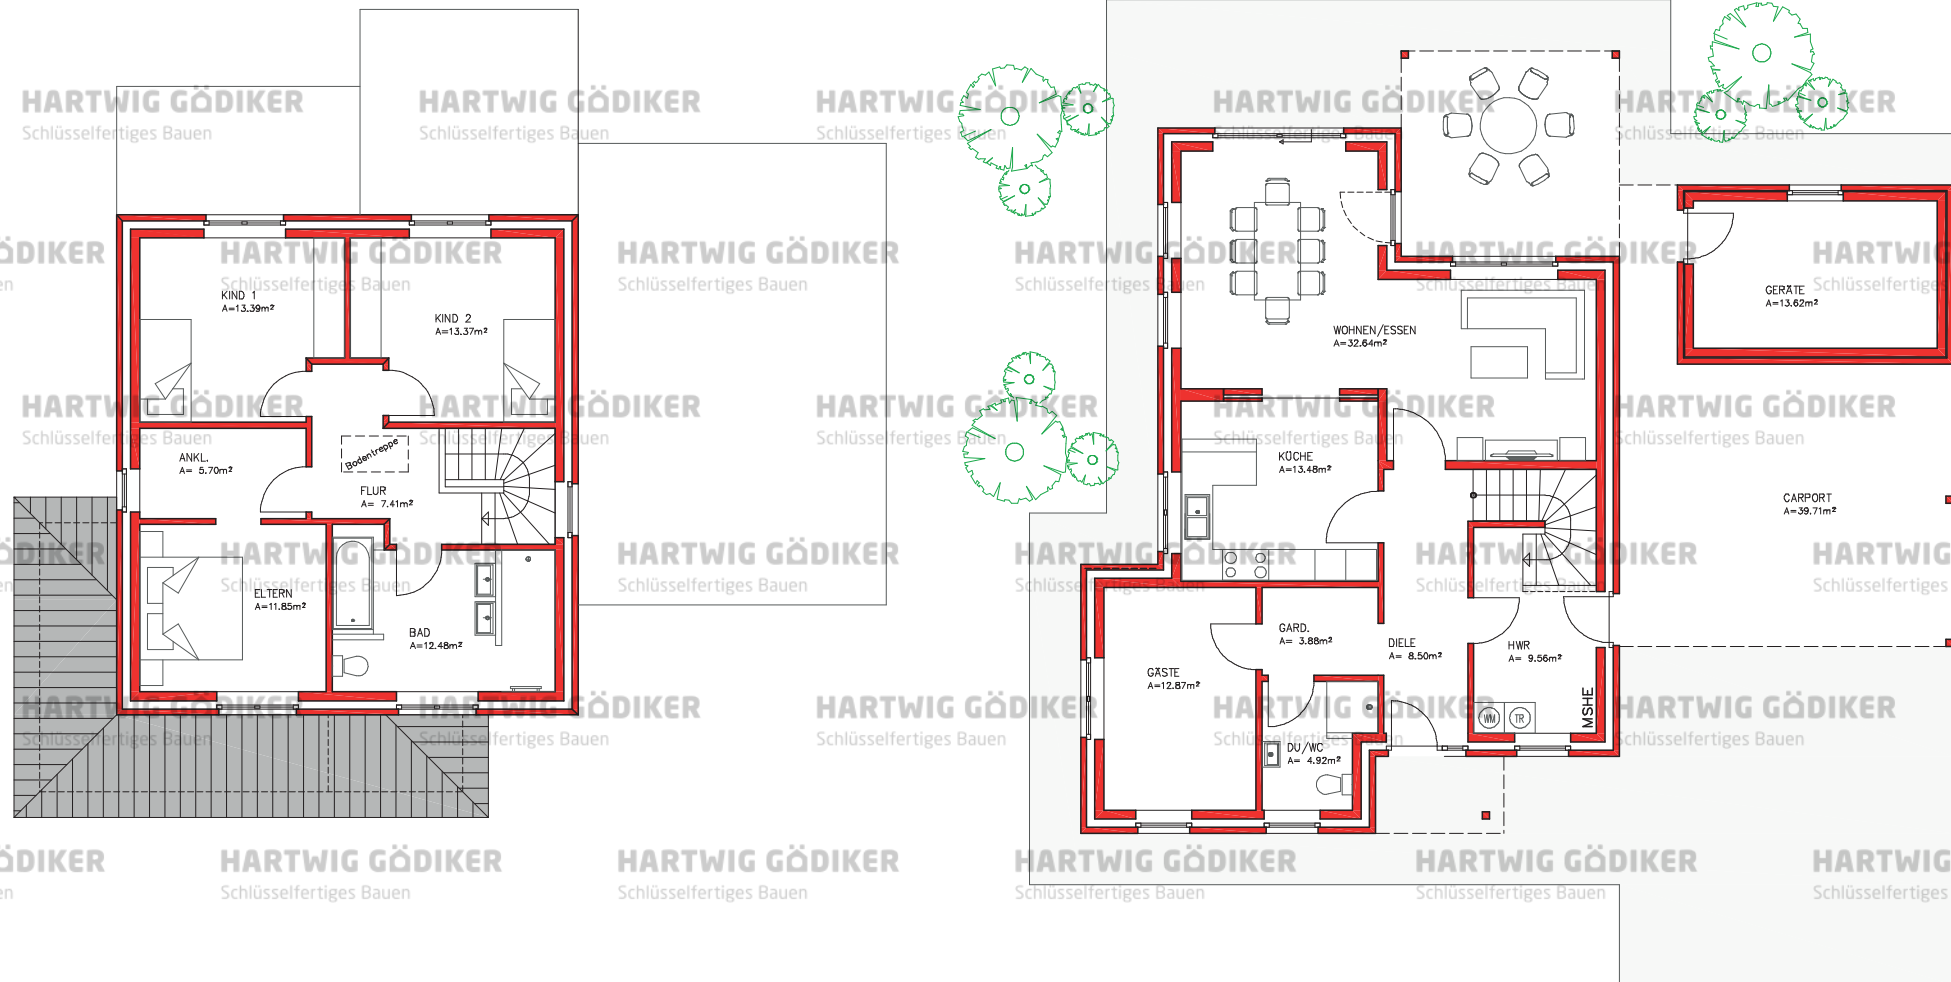 HARTWIG GÖDIKER
Schlüsselfertiges Bauen
KIND 1
A=13.39m²
KIND 2
A=13.37m²
ANKL.
A= 5.70m²
Bodentreppe
FLUR
A= 7.41m²
ELTERN
A=11.85m²
BAD
A=12.48m²
WOHNEN/ESSEN
A=32.64m²
KÜCHE
A=13.48m²
GARD.
A= 3.88m²
DIELE
A= 8.50m²
HWR
A= 9.56m²
GÄSTE
A=12.87m²
DU/WC
A= 4.92m²
WM
TR
MSHE
GERÄTE
A=13.62m²
CARPORT
A=39.71m²